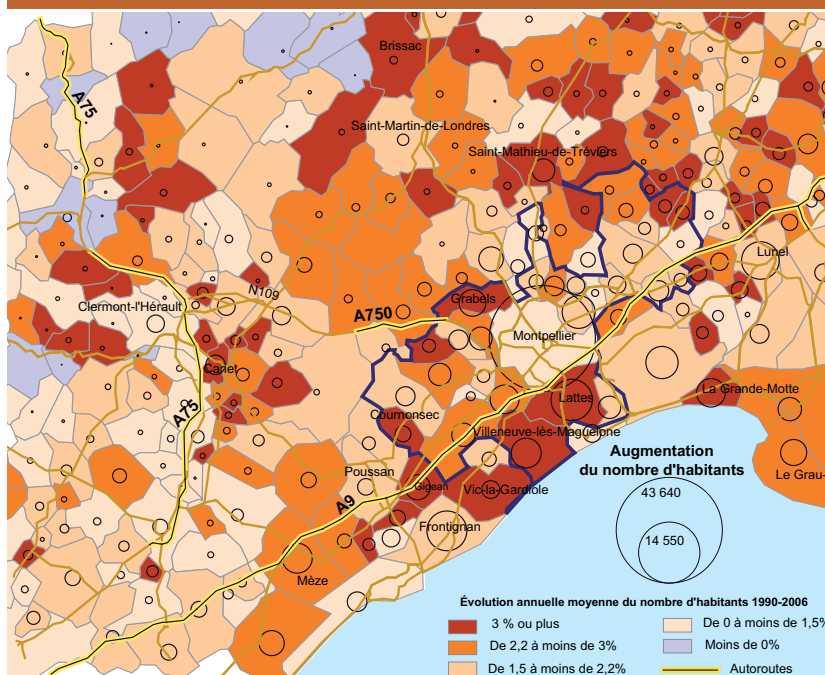 Brissac
A75
Saint-Martin-de-Londres
Saint-Mathieu-de-Tréviers
Lunel
N109
Clermont-l'Hérault
Grabels
A750
Montpellier
Canet
La Grande-Motte
Lattes
A75
Cournonsec
Villeneuve-lès-Maguelone
Augmentation
du nombre d'habitants
Poussan
Le Grau-
Gigean
Vic-la-Gardiole
43 640
A9
Frontignan
14 550
Mèze
Évolution annuelle moyenne du nombre d'habitants 1990-2006
3 % ou plus
De 0 à moins de 1,5%
De 2,2 à moins de 3%
Moins de 0%
De 1,5 à moins de 2,2%
Autoroutes